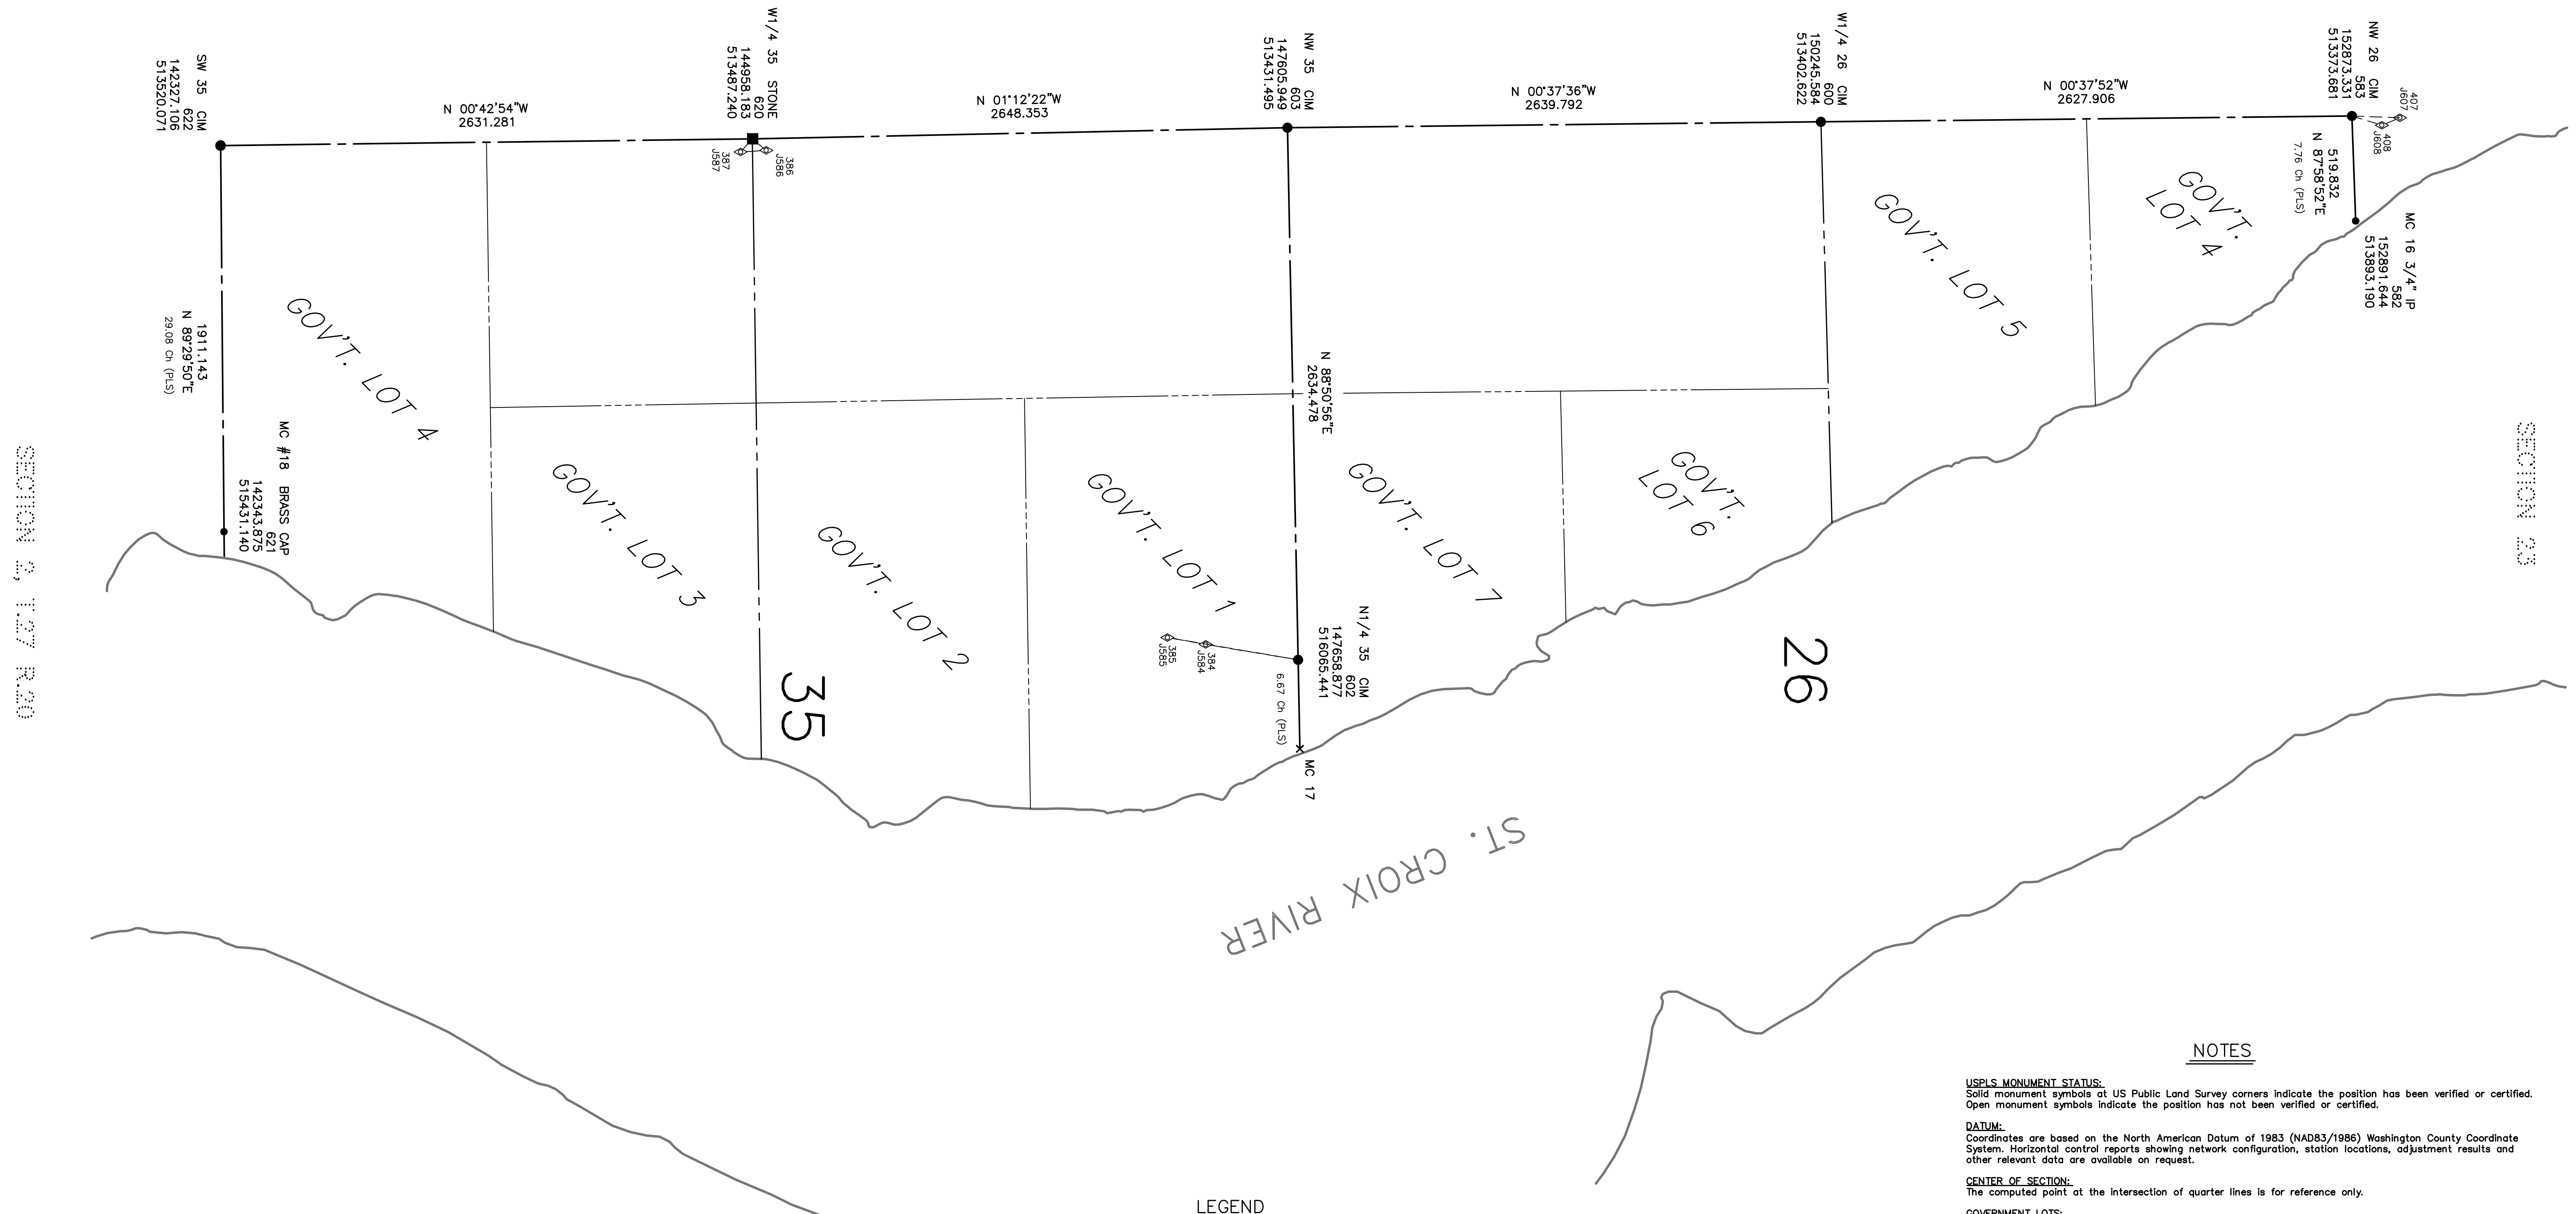 SW 35 CIM
622
142327.106
513520.071
N 00°42'54"W
2631.281
W1/4 35 STONE
620
144958.183
513487.240
386
J586
387
J587
N 01°12'22"W
2648.353
NW 35 CIM
603
147605.949
513431.495
N 00°37'36"W
2639.792
W1/4 26 CIM
600
150245.584
513402.622
N 00°37'52"W
2627.906
NW 26 CIM
583
152873.331
513373.681
407
J607
408
J608
519.832
N 87°58'52"E
7.76 Ch (PLS)
MC 16 3/4" IP
582
152891.644
513893.190
GOV'T.
LOT 4
GOV'T. LOT 5
GOV'T.
LOT 6
GOV'T. LOT 7
N 88°50'56"E
2634.478
GOV'T. LOT 1
GOV'T. LOT 2
GOV'T. LOT 3
GOV'T. LOT 4
1911.143
N 89°29'50"E
29.008 Ch (PLS)
MC #18 BRASS CAP
621
142343.875
515431.140
384
J584
385
J585
N1/4 35 CIM
602
147658.877
516065.441
6.67 Ch (PLS)
MC 17
35
26
SECTION 2, T.27 R.20
SECTION 23
ST. CROIX RIVER
LEGEND
NOTES
USPLS MONUMENT STATUS:
Solid monument symbols at US Public Land Survey corners indicate the position has been verified or certified.
Open monument symbols indicate the position has not been verified or certified.
DATUM:
Coordinates are based on the North American Datum of 1983 (NAD83/1986) Washington County Coordinate
System. Horizontal control reports showing network configuration, station locations, adjustment results and
other relevant data are available on request.
CENTER OF SECTION:
The computed point at the intersection of quarter lines is for reference only.
GOVERNMENT LOTS: